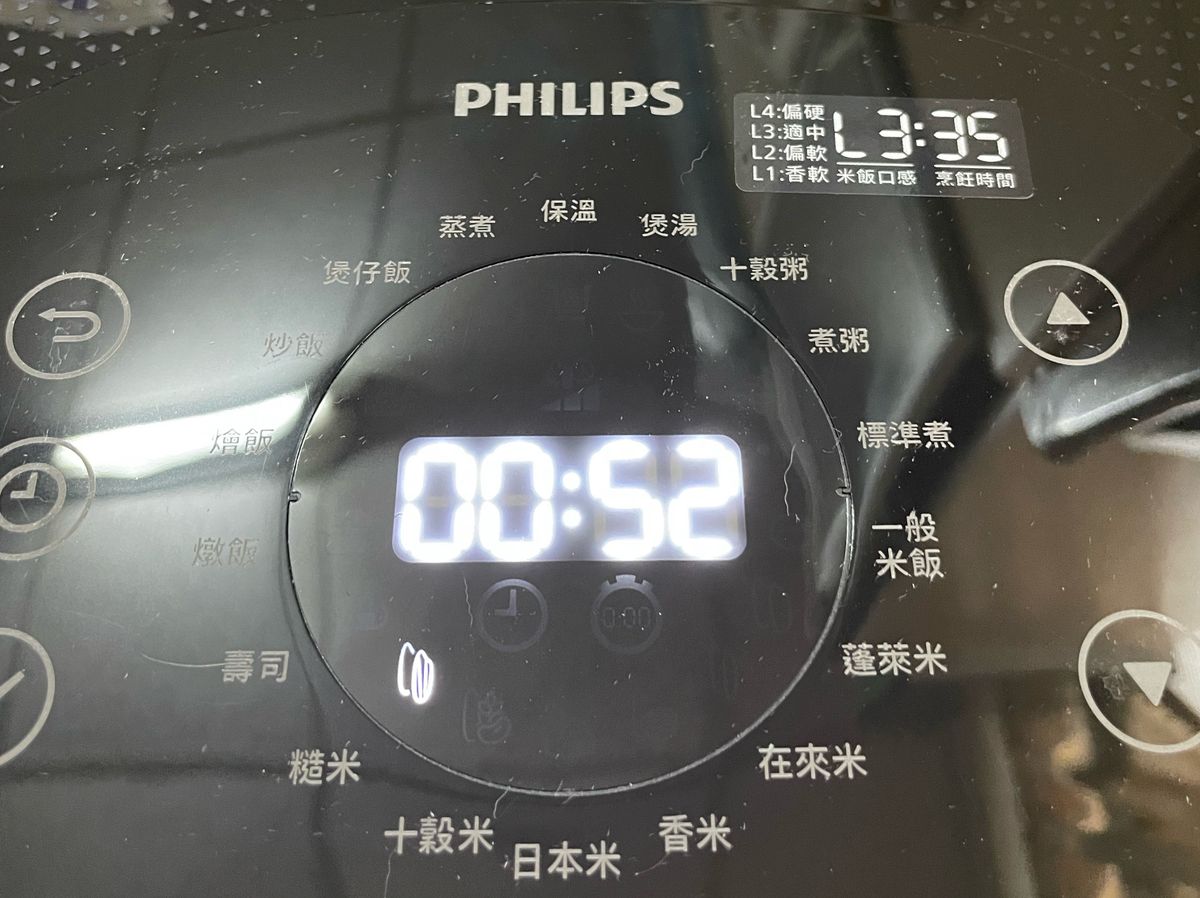 PHILIPS
L4:偏硬
L3:適中
L2:偏軟
L1:香軟
L3:35
米飯口感 烹飪時間
保溫
蒸煮
煲湯
煲仔飯
十穀粥
炒飯
煮粥
燴飯
標準煮
00:52
燉飯
一般
米飯
0:00
壽司
蓬萊米
糙米
在來米
十穀米
香米
日本米